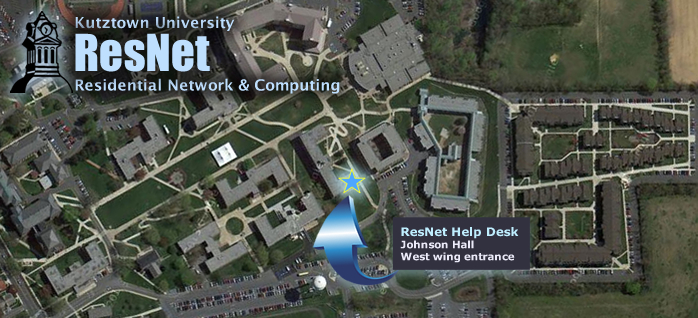 Kutztown University
ResNet
Residential Network & Computing
ResNet Help Desk
Johnson Hall
West wing entrance